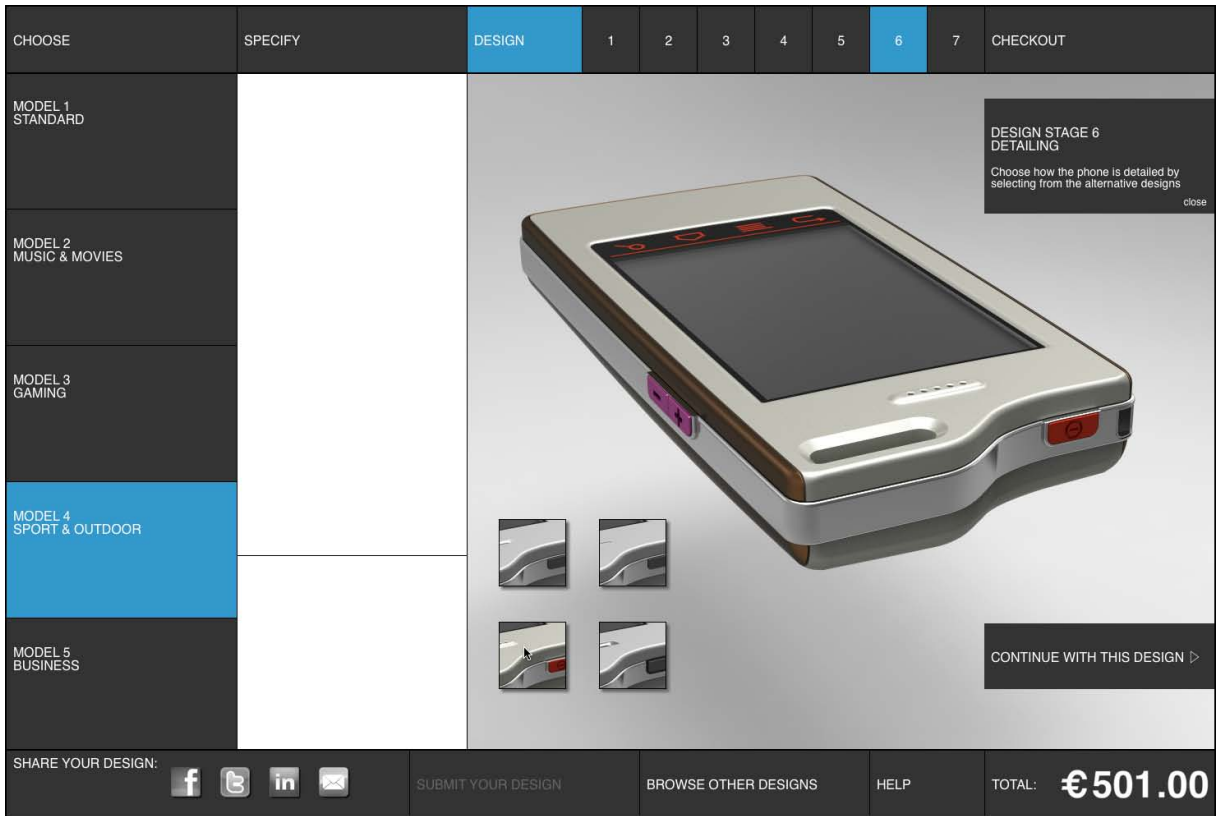 CHOOSE
SPECIFY
DESIGN
1
2
3
4
5
6
7
CHECKOUT
MODEL 1
STANDARD
MODEL 2
MUSIC & MOVIES
MODEL 3
GAMING
MODEL 4
SPORT & OUTDOOR
MODEL 5
BUSINESS
DESIGN STAGE 6
DETAILING
Choose how the phone is detailed by
selecting from the alternative designs
close
- +
CONTINUE WITH THIS DESIGN ▷
SHARE YOUR DESIGN:
f
t
in
SUBMIT YOUR DESIGN
BROWSE OTHER DESIGNS
HELP
TOTAL:
€501.00